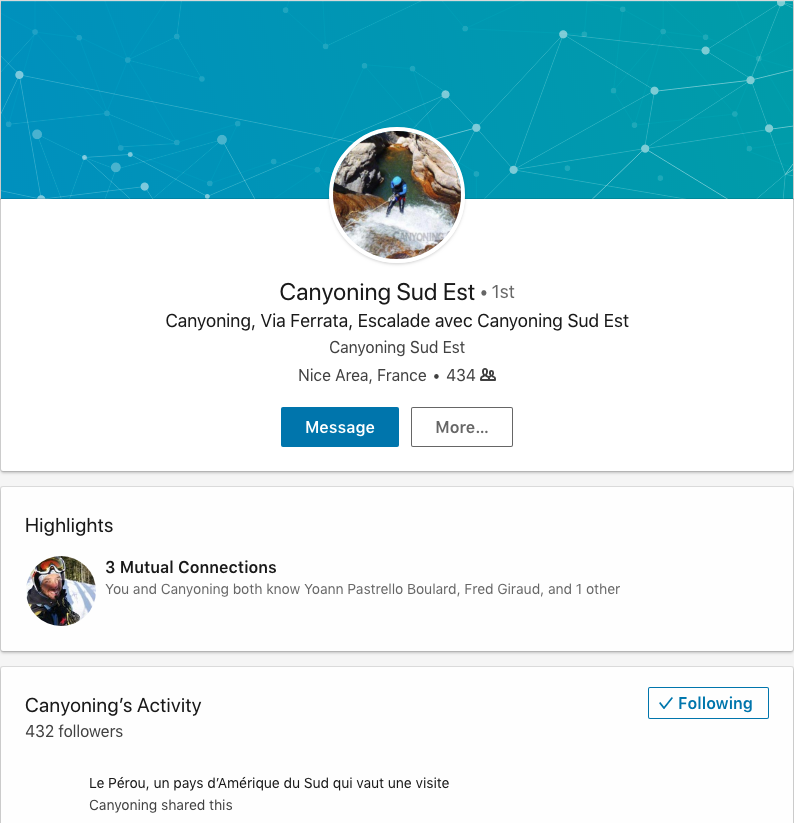 CANYONING
Canyoning Sud Est • 1st
Canyoning, Via Ferrata, Escalade avec Canyoning Sud Est
Canyoning Sud Est
Nice Area, France • 434
Message
More...
Highlights
3 Mutual Connections
You and Canyoning both know Yoann Pastrello Boulard, Fred Giraud, and 1 other
Canyoning’s Activity
Following
432 followers
Le Pérou, un pays d’Amérique du Sud qui vaut une visite
Canyoning shared this